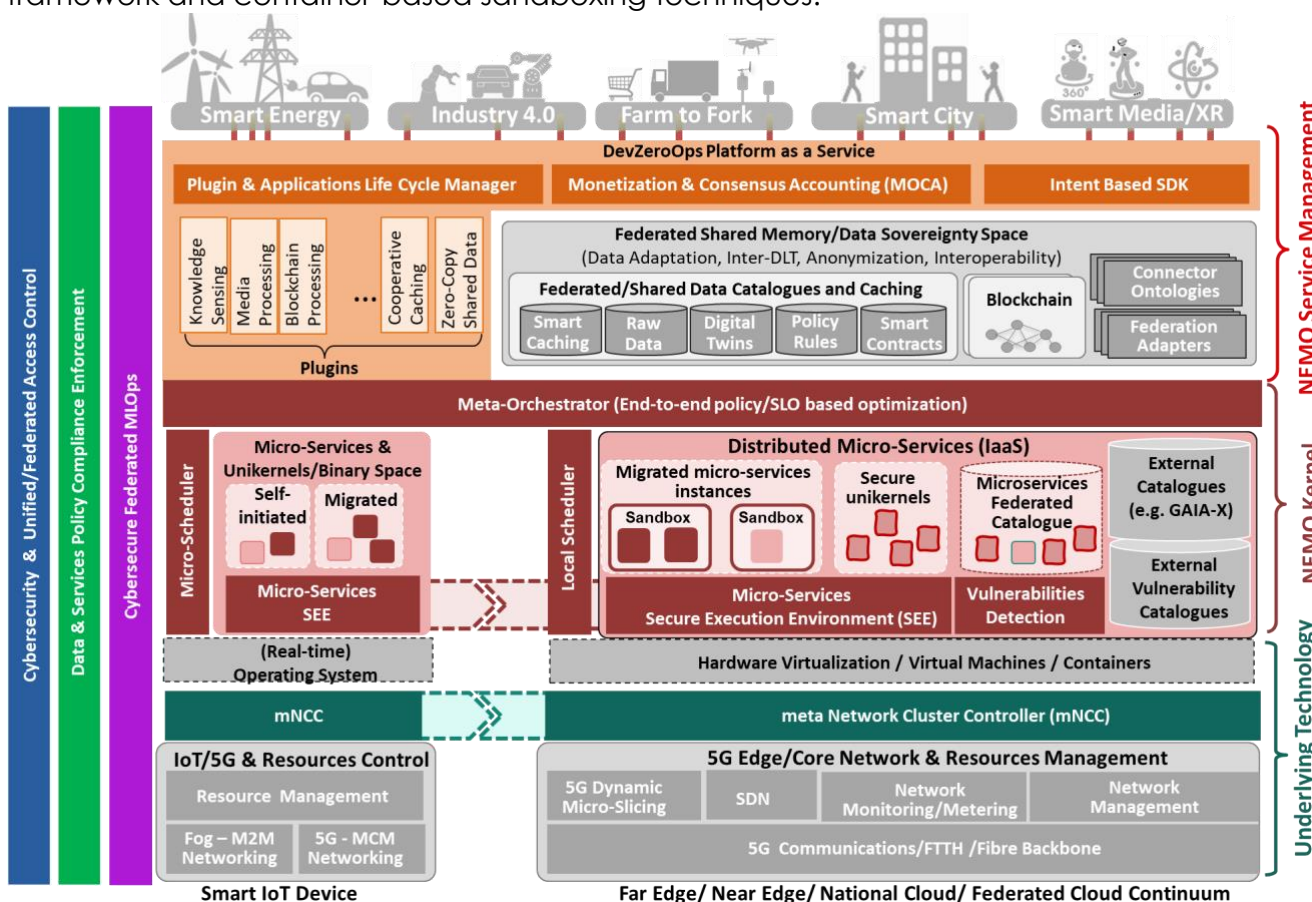 framework and container-based sandboxing techniques.
360°
Smart Energy
Industry 4.0
Farm to Fork
Smart City
Smart Media/XR
DevZeroOps Platform as a Service
Plugin & Applications Life Cycle Manager
Monetization & Consensus Accounting (MOCA)
Intent Based SDK
Knowledge
Sensing
Media
Processing
Blockchain
Processing
...
Cooperative
Caching
Zero-Copy
Shared Data
Plugins
Federated Shared Memory/Data Sovereignty Space
(Data Adaptation, Inter-DLT, Anonymization, Interoperability)
Federated/Shared Data Catalogues and Caching
Smart
Caching
Raw
Data
Digital
Twins
Policy
Rules
Smart
Contracts
Blockchain
Connector
Ontologies
Federation
Adapters
NEMO Service Management
Meta-Orchestrator (End-to-end policy/SLO based optimization)
Micro-Scheduler
Micro-Services &
Unikernels/Binary Space
Self-
initiated
Migrated
Micro-Services
SEE
Local Scheduler
Distributed Micro-Services (IaaS)
Migrated micro-services
instances
Sandbox
Sandbox
Secure
unikernels
Microservices
Federated
Catalogue
External
Catalogues
(e.g. GAIA-X)
External
Vulnerability
Catalogues
Micro-Services
Secure Execution Environment (SEE)
Vulnerabilities
Detection
NEMO Kernel
(Real-time)
Operating System
Hardware Virtualization / Virtual Machines / Containers
mNCC
meta Network Cluster Controller (mNCC)
IoT/5G & Resources Control
Resource Management
Fog – M2M
Networking
5G - MCM
Networking
Smart IoT Device
5G Edge/Core Network & Resources Management
5G Dynamic
Micro-Slicing
SDN
Network
Monitoring/Metering
Network
Management
5G Communications/FTTH /Fibre Backbone
Far Edge/ Near Edge/ National Cloud/ Federated Cloud Continuum
Underlying Technology
Cybersecurity & Unified/Federated Access Control
Data & Services Policy Compliance Enforcement
Cybersecure Federated MLOps